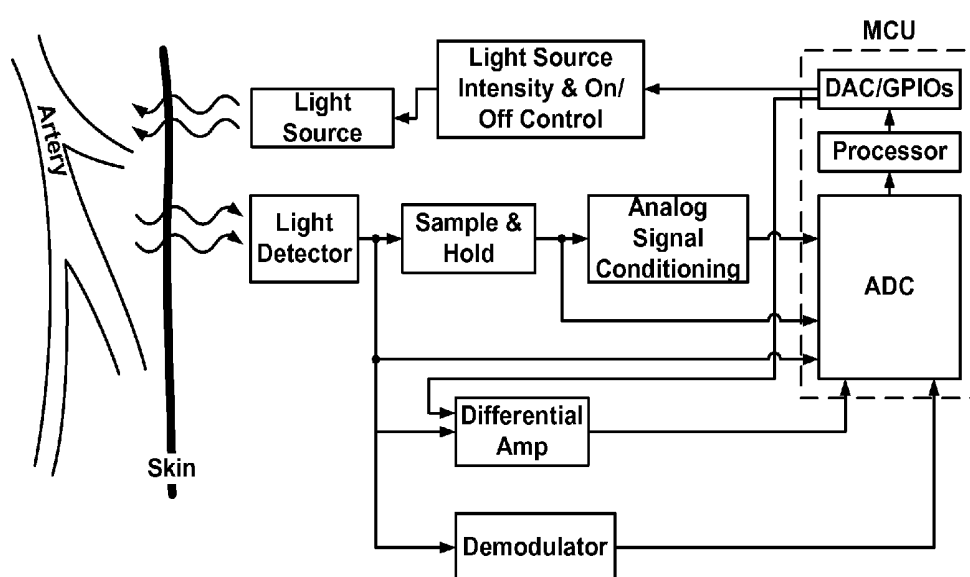 MCU
Light Source
Intensity & On/
Off Control
DAC/GPIOs
Light
Source
Artery
Processor
Light
Detector
Sample &
Hold
Analog
Signal
Conditioning
ADC
Differential
Amp
Skin
Demodulator